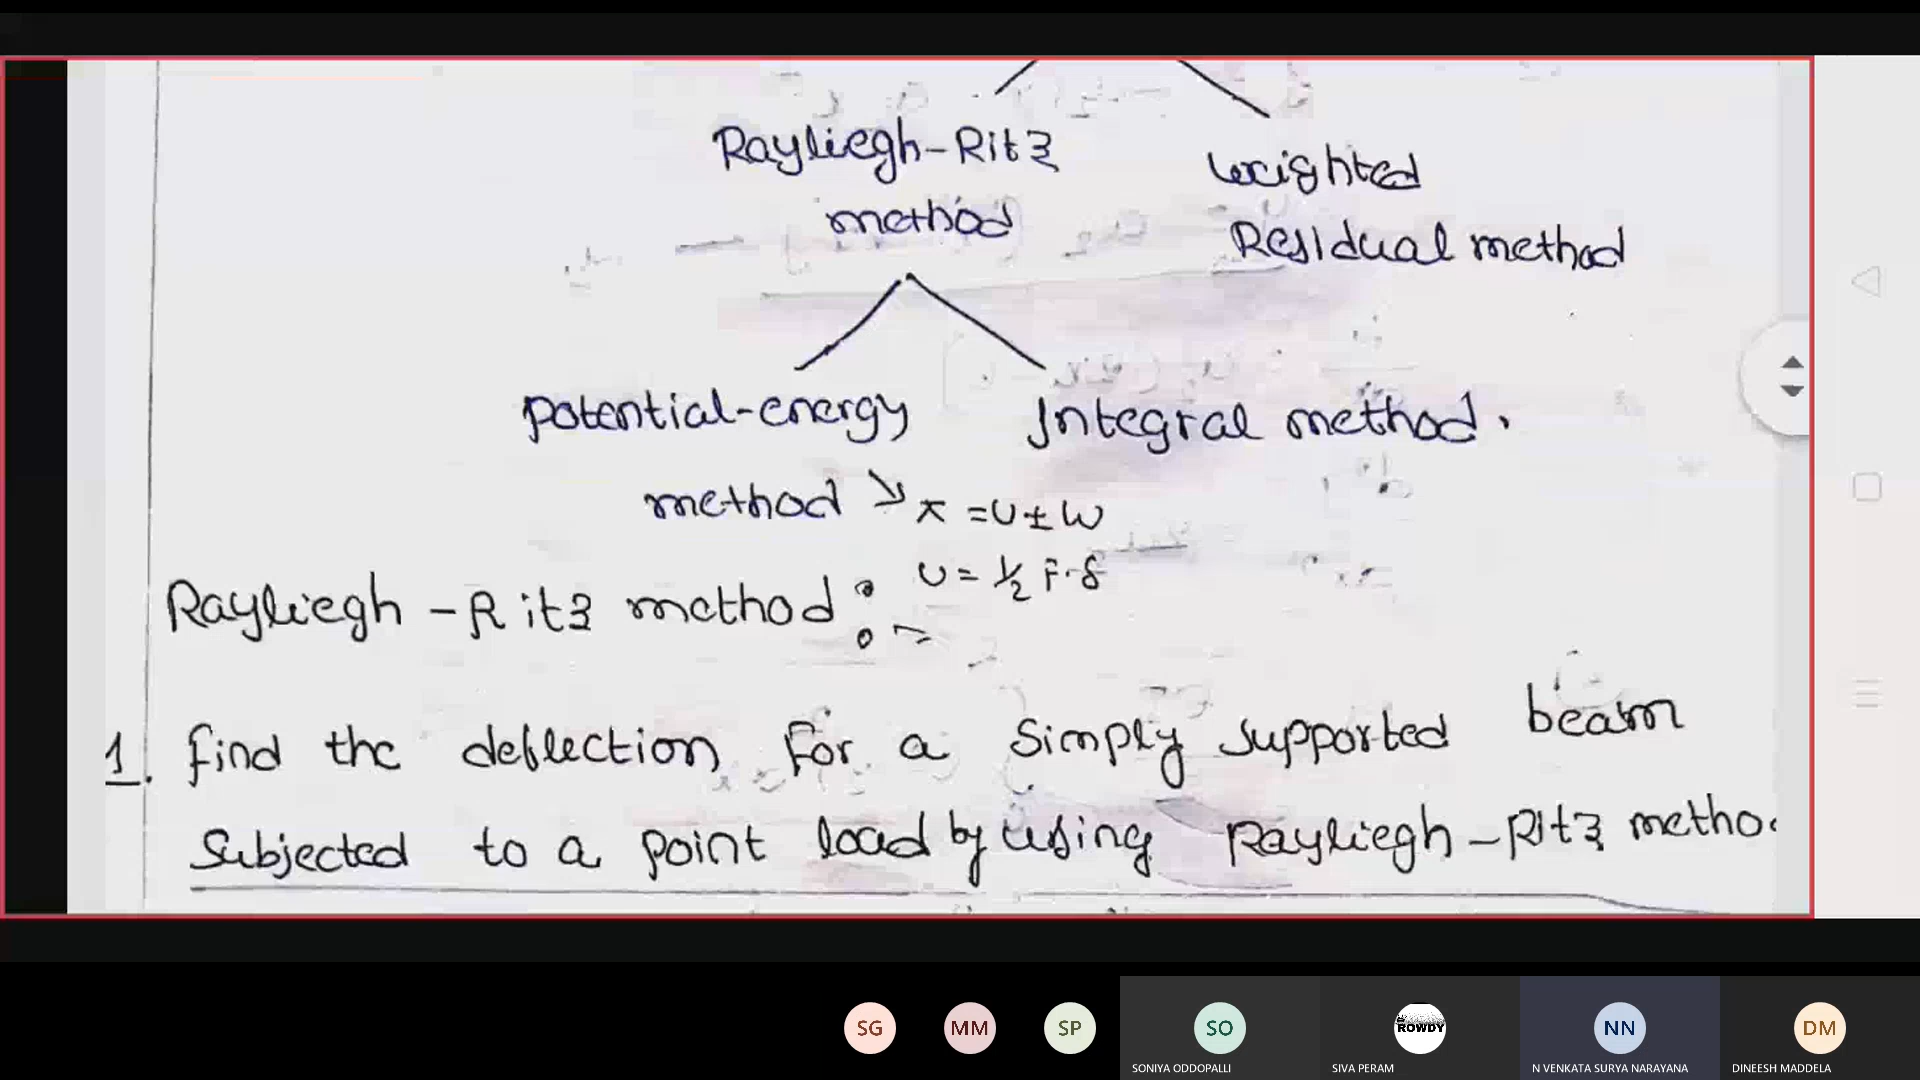 Rayliegh-Ritz
weighted
method
Residual method
potential-energy
Integral method.
method → π = U ± W
U = 1/2 F.δ
Rayliegh - Ritz method :
1. find the deflection for a simply supported beam
subjected to a point load by using Rayliegh-Ritz metho
SG
MM
SP
SO
ROWDY
NN
DM
SONIYA ODDOPALLI
SIVA PERAM
N VENKATA SURYA NARAYANA
DINEESH MADDELA